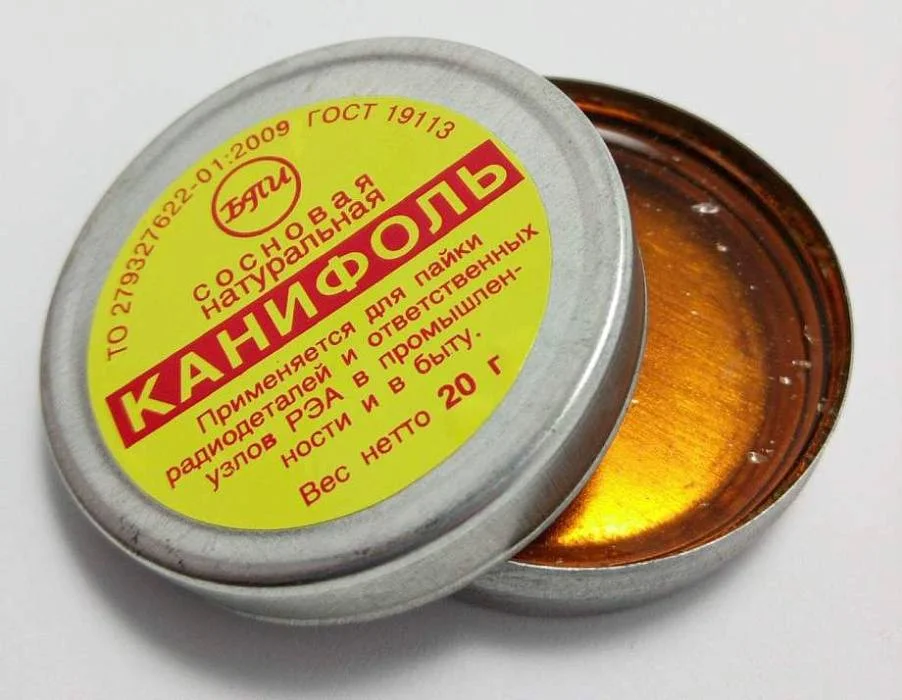 ТО 279327622-01:2009 ГОСТ 19113
БПИ
сосновая
натуральная
КАНИФОЛЬ
Применяется для пайки
радиодеталей и ответственных
узлов РЭА в промышлен-
ности и в быту.
Вес нетто 20 г